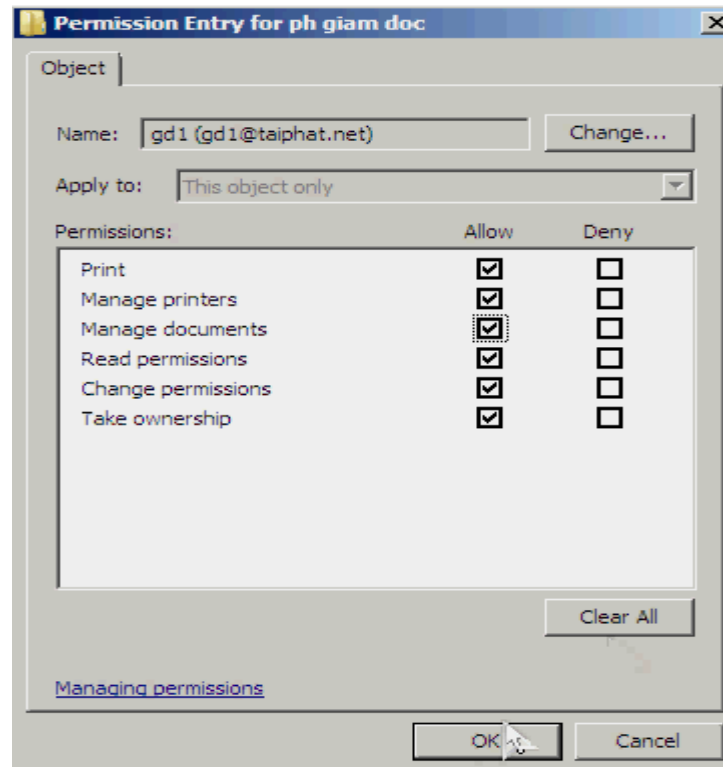 Permission Entry for ph giam doc
Object
Name: gd1 (gd1@taiphat.net) Change...
Apply to: This object only
Permissions: Allow Deny
Print
Manage printers
Manage documents
Read permissions
Change permissions
Take ownership
Clear All
Managing permissions
OK Cancel